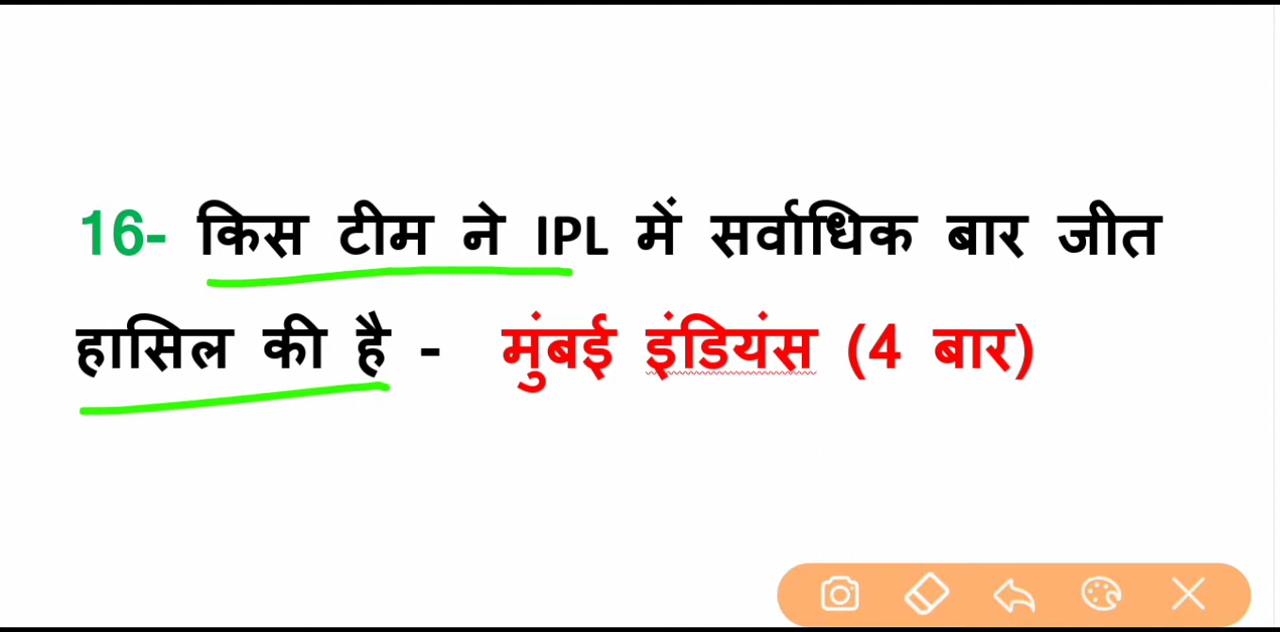 16- किस टीम ने IPL में सर्वाधिक बार जीत
हासिल की है - मुंबई इंडियंस (4 बार)